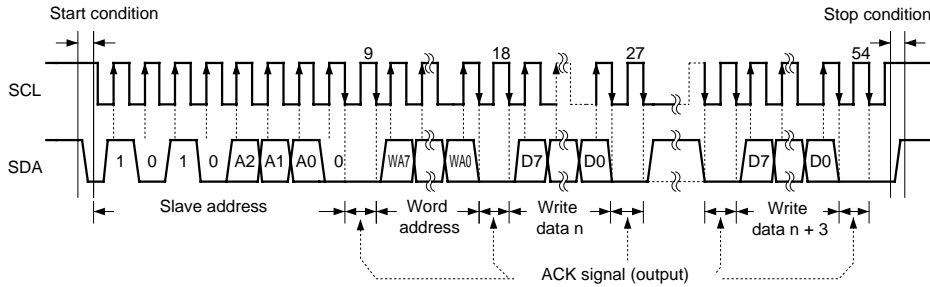 Start condition
Stop condition
9
18
27
54
SCL
SDA
1 0 1 0 A2 A1 A0 0 WA7 WA0 D7 D0 D7 D0
Slave address
Word
address
Write
data n
Write
data n + 3
ACK signal (output)